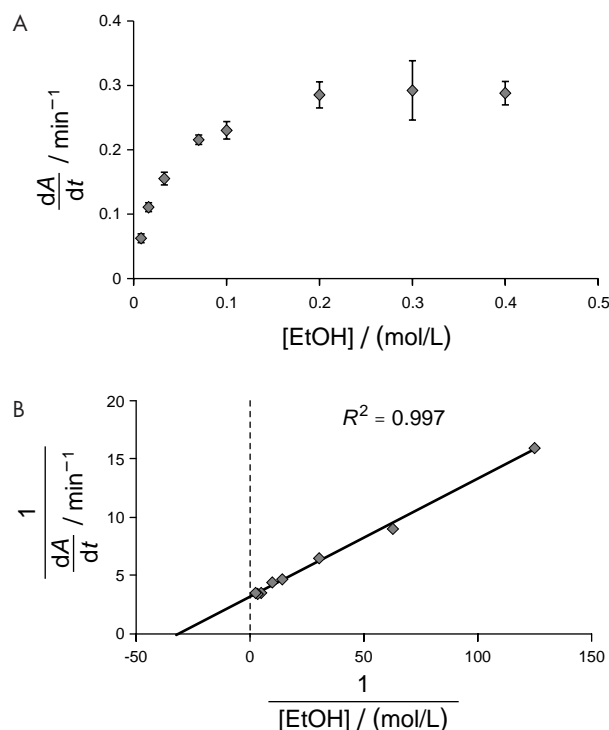 A
0.4
0.3
0.2
0.1
0
dA
dt / min⁻¹
0 0.1 0.2 0.3 0.4 0.5
[EtOH] / (mol/L)
B
R² = 0.997
20
15
10
5
0
1
dA
dt / min⁻¹
-50 0 50 100 150
1
[EtOH] / (mol/L)